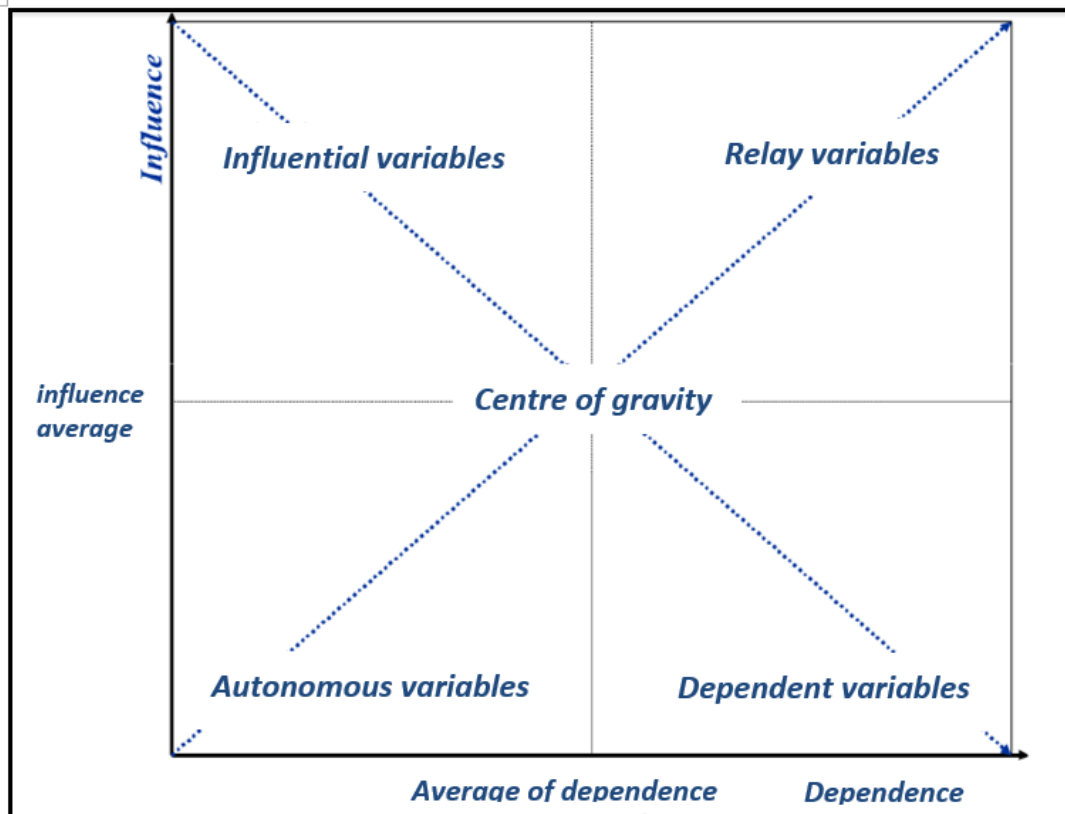 Influence
Influential variables
Relay variables
influence
average
Centre of gravity
Autonomous variables
Dependent variables
Average of dependence
Dependence